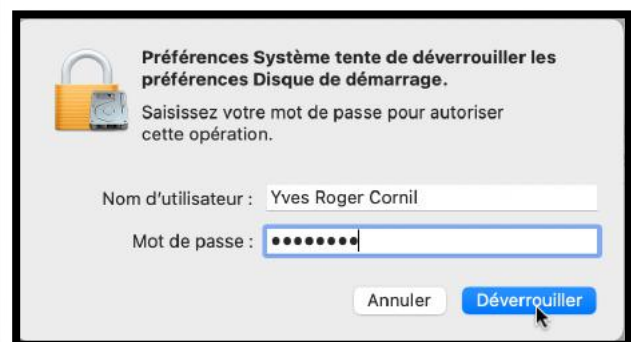 Préférences Système tente de déverrouiller les
préférences Disque de démarrage.
Saisissez votre mot de passe pour autoriser
cette opération.
Nom d'utilisateur : Yves Roger Cornil
Mot de passe : ••••••••
Annuler Déverrouiller